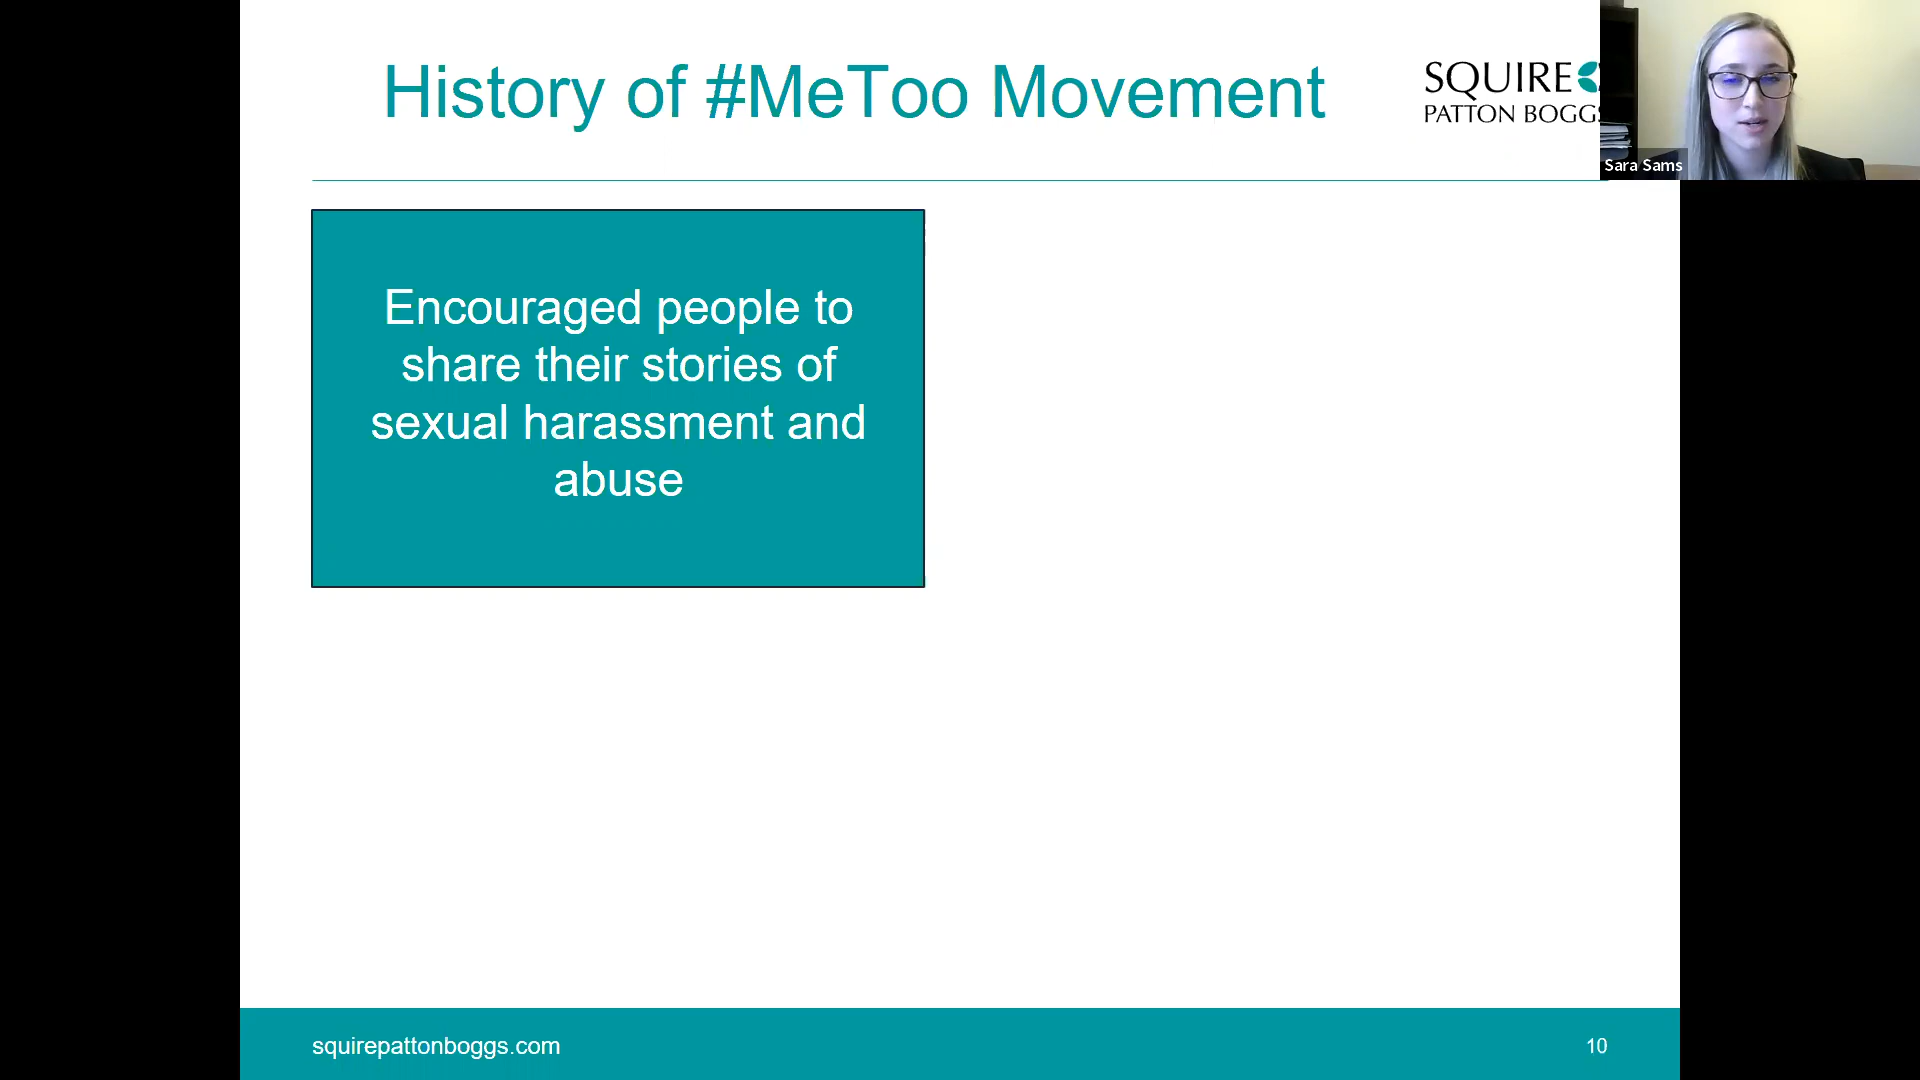 History of #MeToo Movement
SQUIRE
PATTON BOGGS
Sara Sams
Encouraged people to
share their stories of
sexual harassment and
abuse
squirepattonboggs.com
10